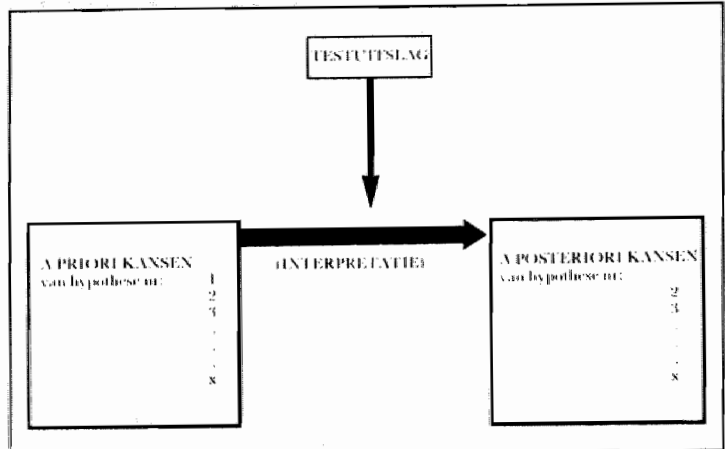 TESTUITSLAG
A PRIORI KANSEN
van hypothese nr: 1
2
3
.
.
.
x
(INTERPRETATIE)
A POSTERIORI KANSEN
van hypothese nr:
2
3
.
.
.
x